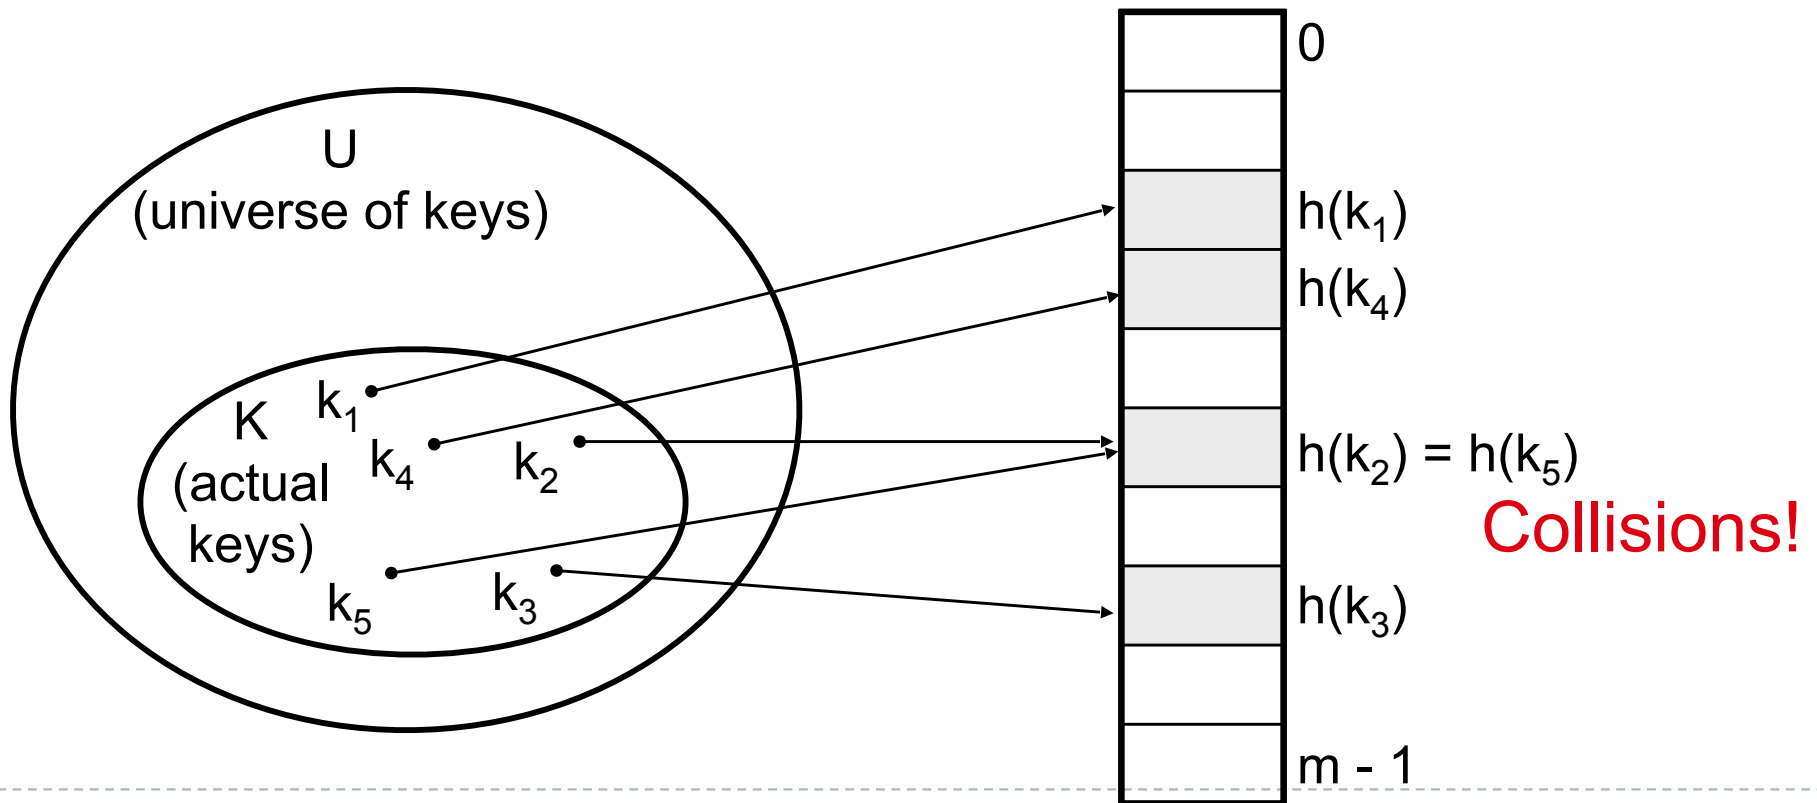 U
(universe of keys)
K
(actual
keys)
k₁
k₄
k₂
k₅
k₃
0
h(k₁)
h(k₄)
h(k₂) = h(k₅)
Collisions!
h(k₃)
m - 1